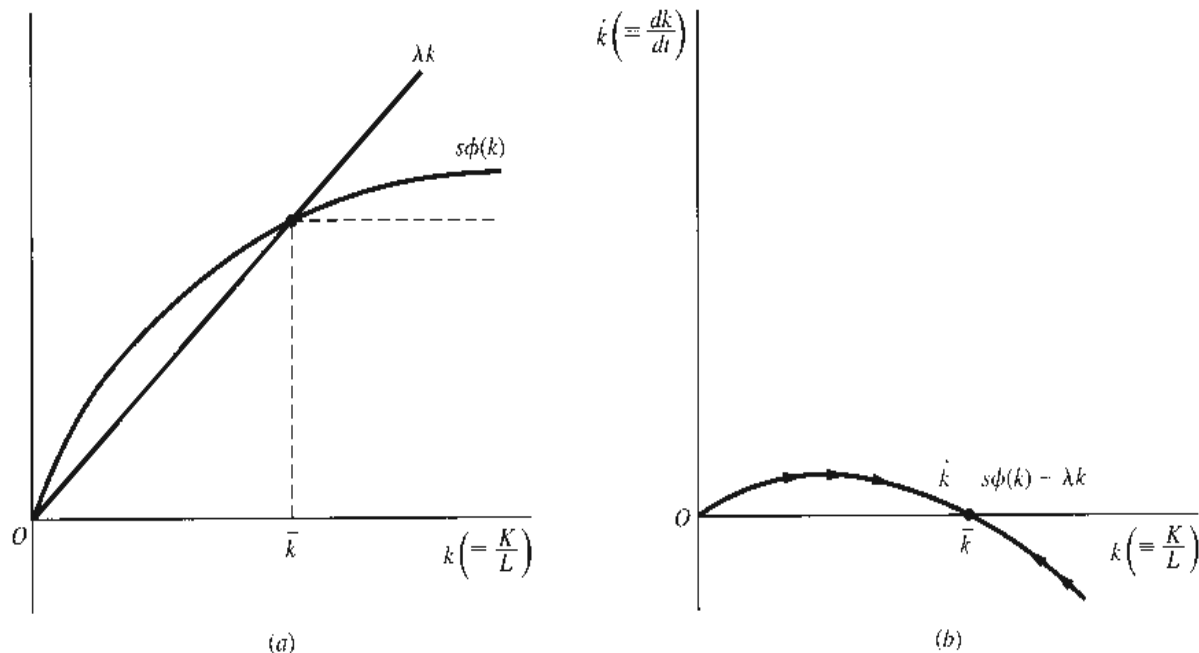 λk
sϕ(k)
O
k̄
k(= K/L)
(a)
k̇(≡ dk/dt)
k̇ sϕ(k) − λk
O
k̄
k(≡ K/L)
(b)